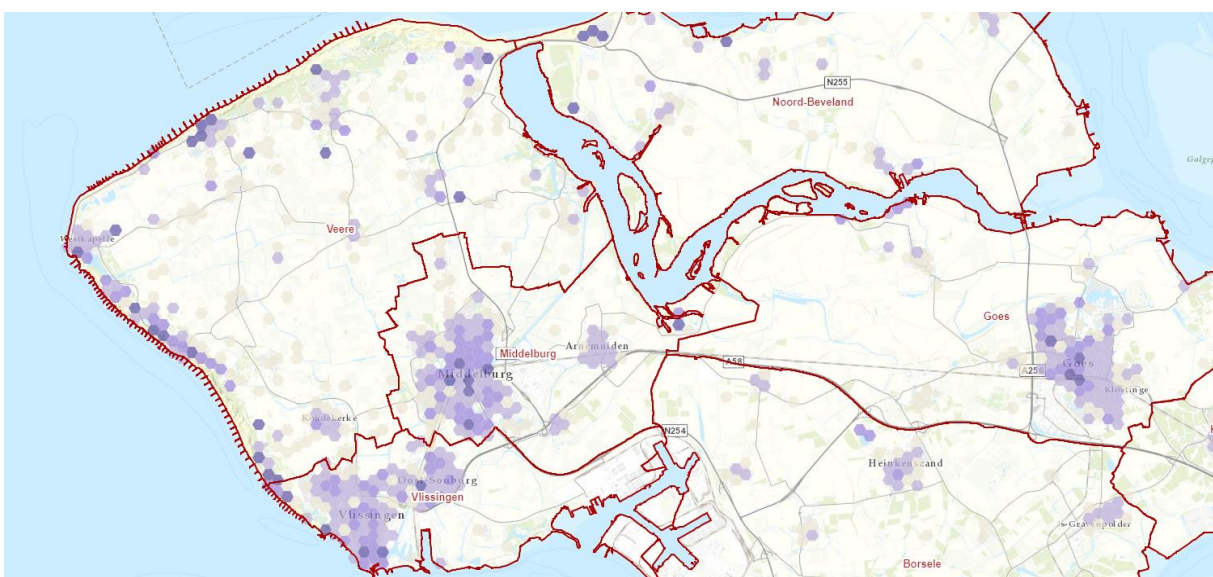 N255
Noord-Beveland
Westkapelle
Veere
Goes
Middelburg
Arnemuiden
A58
Middelburg
A256
Goes
Kloetinge
Koudekerke
N254
Heinkenszand
Oost-Souburg
Vlissingen
Vlissingen
's-Gravenpolder
Borsele